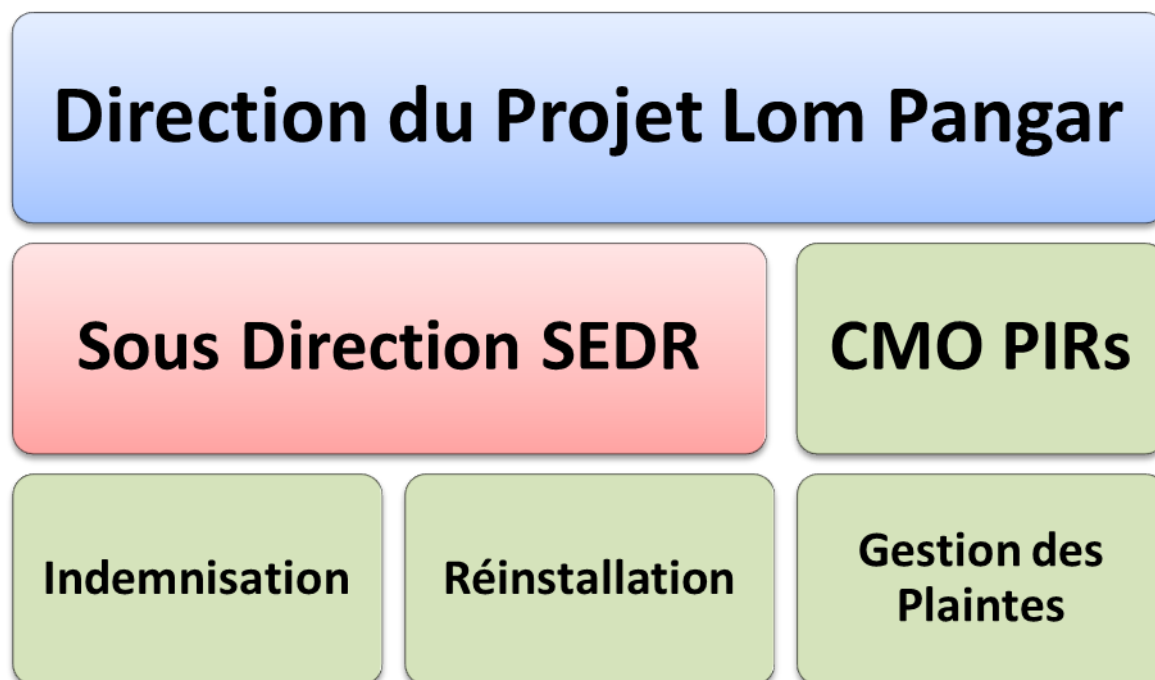 Direction du Projet Lom Pangar
Sous Direction SEDR
CMO PIRs
Indemnisation
Réinstallation
Gestion des
Plaintes